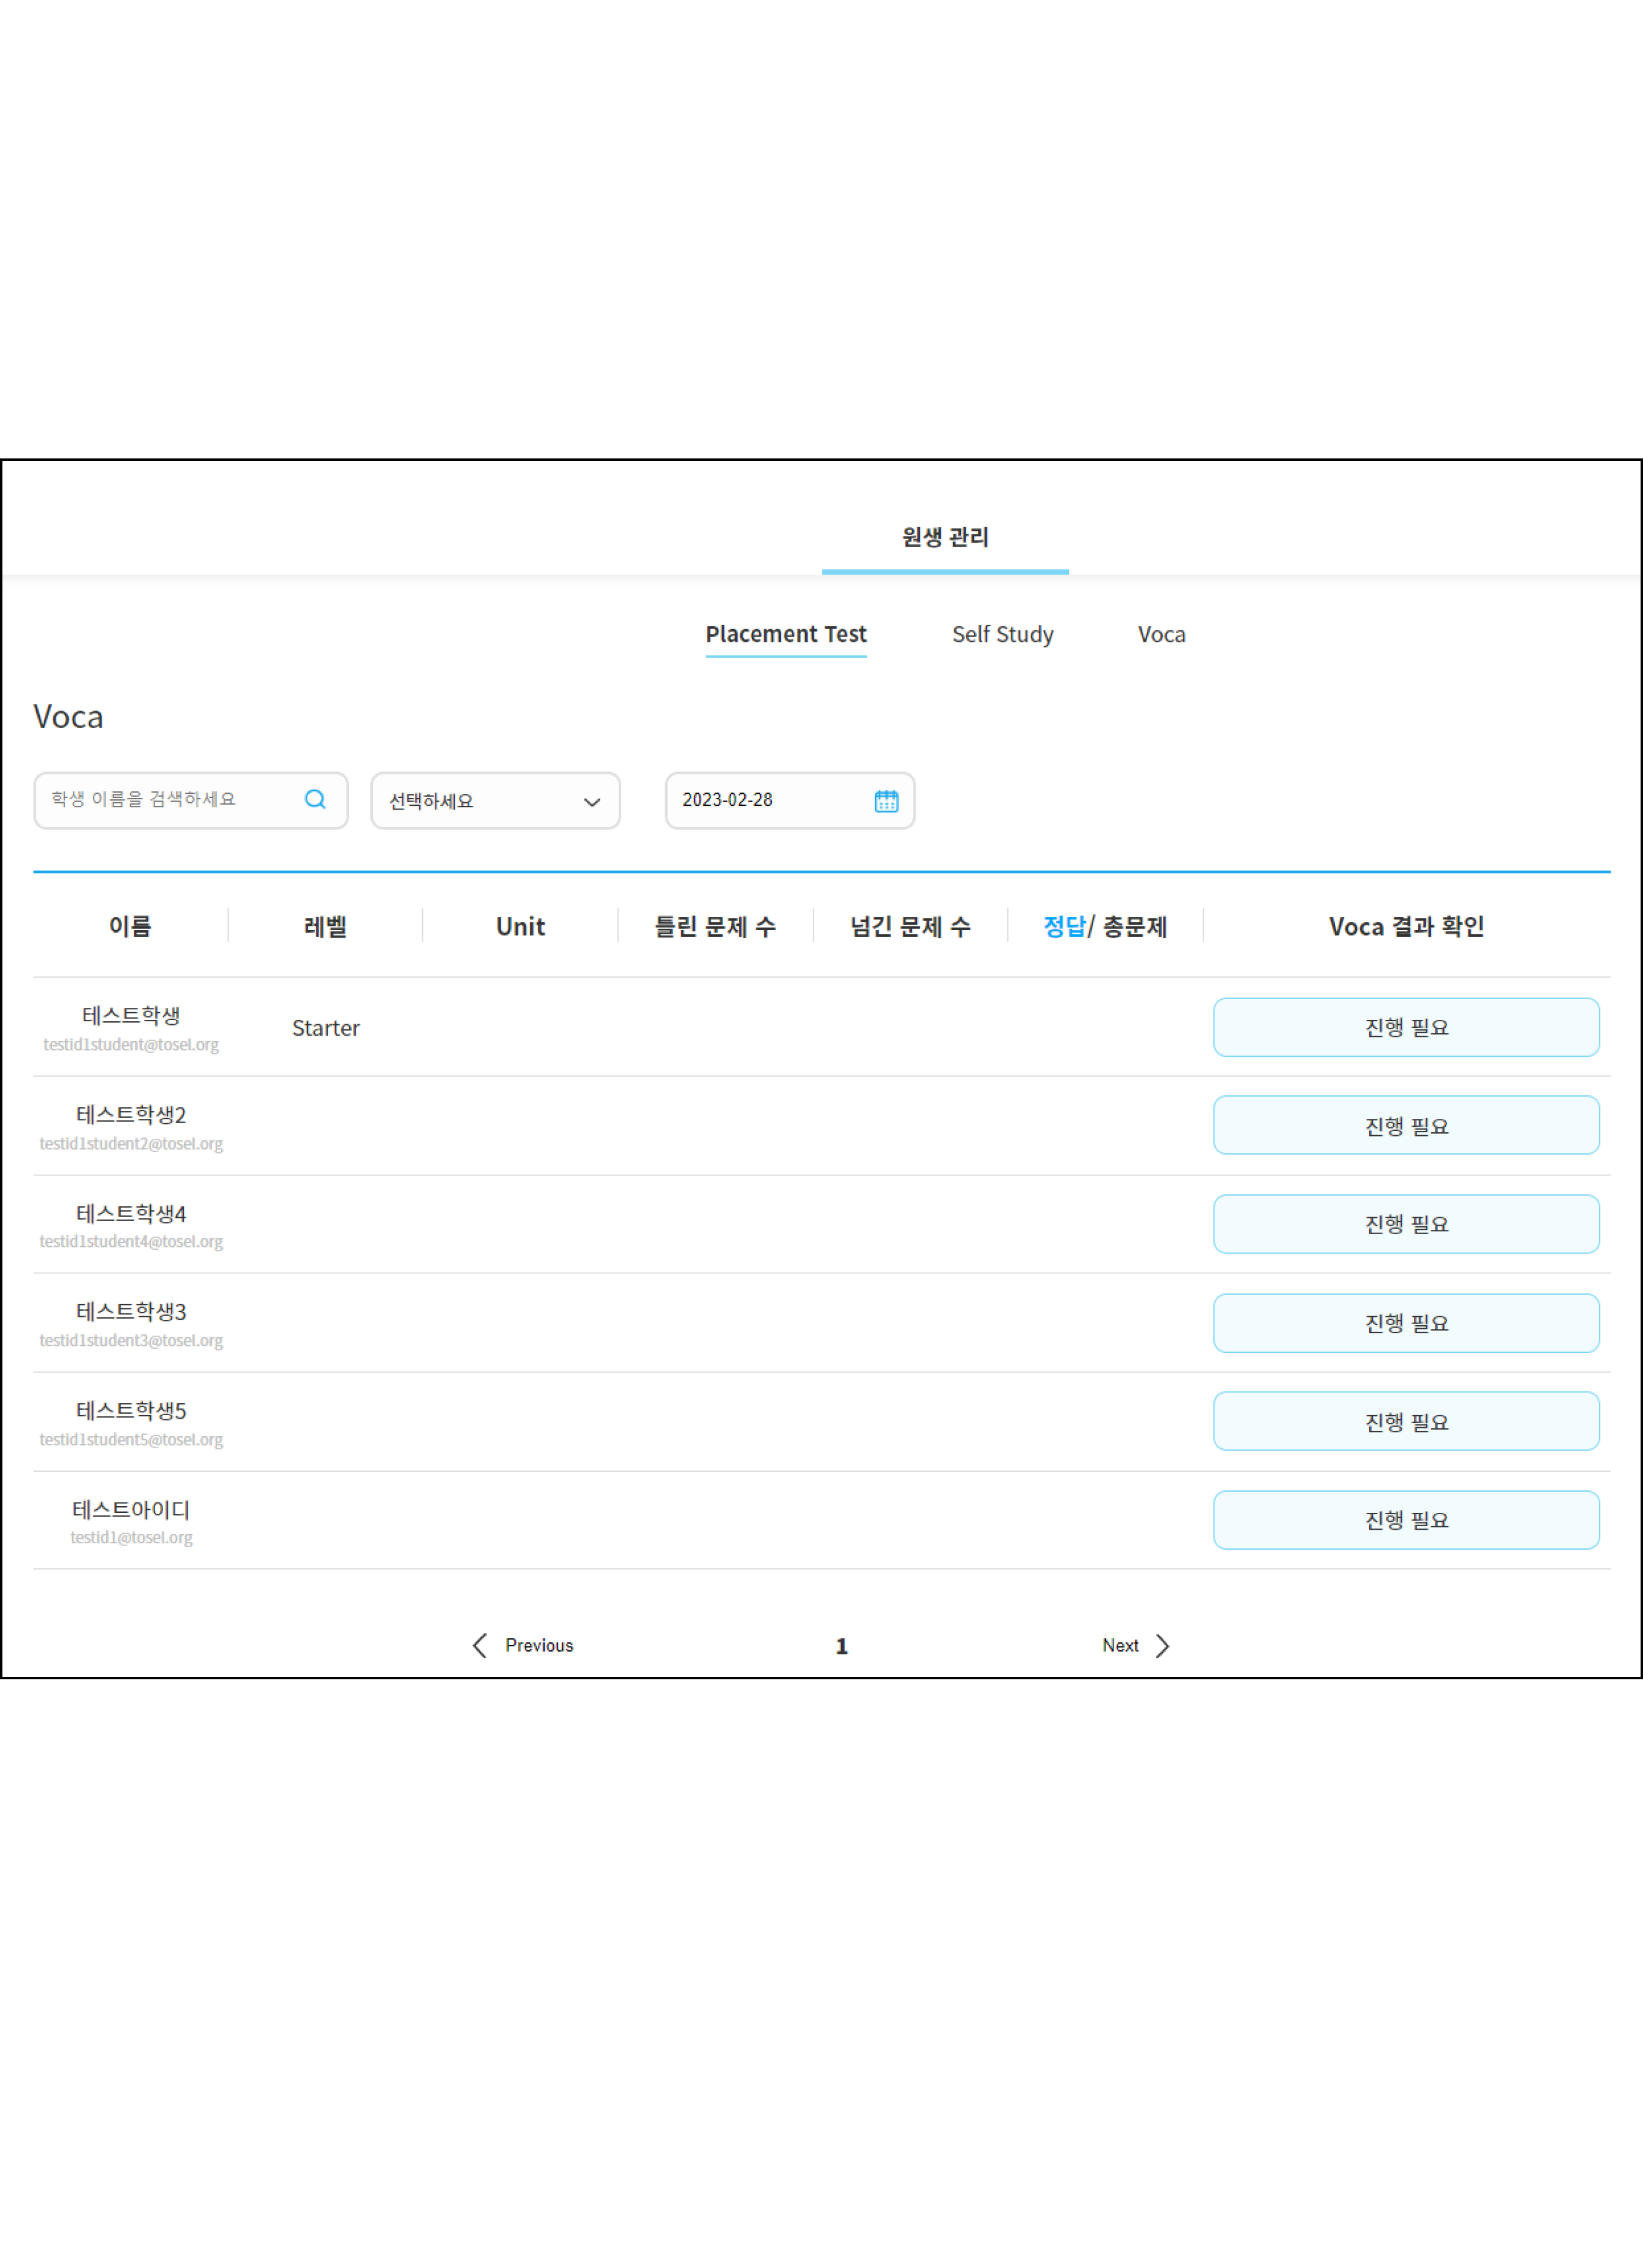 원생 관리
Placement Test Self Study Voca
Voca
학생 이름을 검색하세요 선택하세요 2023-02-28
이름 레벨 Unit 틀린 문제 수 넘긴 문제 수 정답/ 총문제 Voca 결과 확인
테스트학생 Starter 진행 필요
testid1student@tosel.org
테스트학생2 진행 필요
testid1student2@tosel.org
테스트학생4 진행 필요
testid1student4@tosel.org
테스트학생3 진행 필요
testid1student3@tosel.org
테스트학생5 진행 필요
testid1student5@tosel.org
테스트아이디 진행 필요
testid1@tosel.org
Previous 1 Next